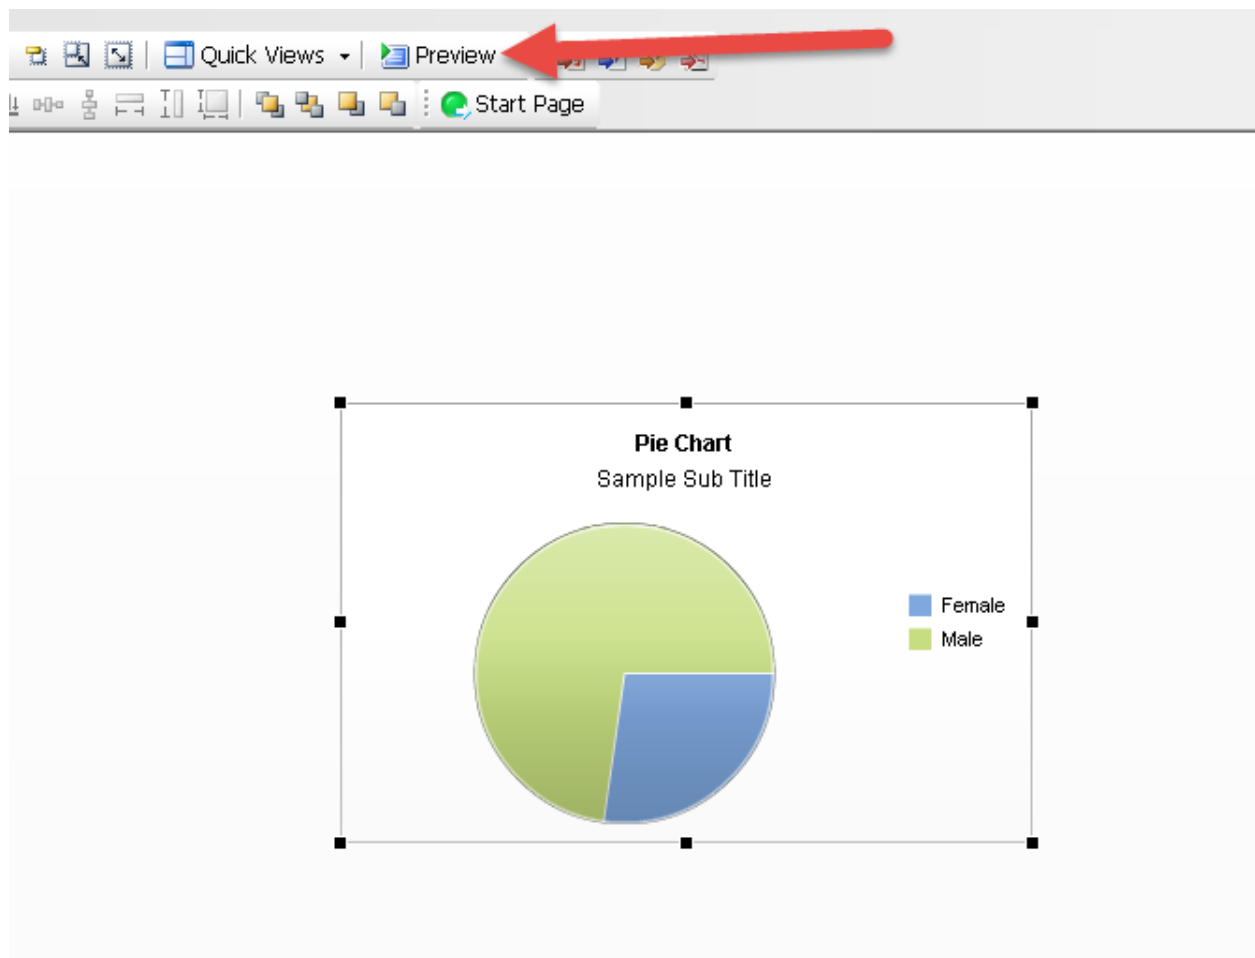 Quick Views
Preview
Start Page
Pie Chart
Sample Sub Title
Female
Male